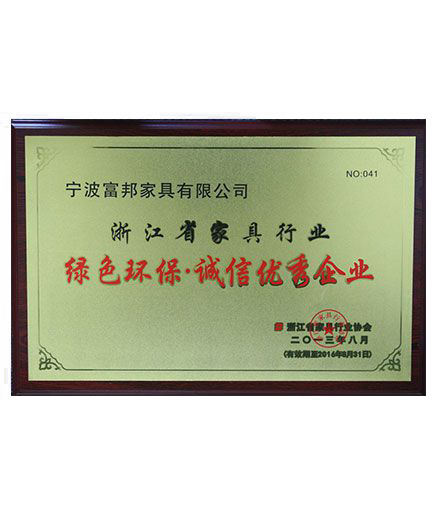 NO:041
宁波富邦家具有限公司
浙江省家具行业
绿色环保·诚信优秀企业
浙江省家具行业协会
二〇一三年八月
(有效期至2016年8月31日)